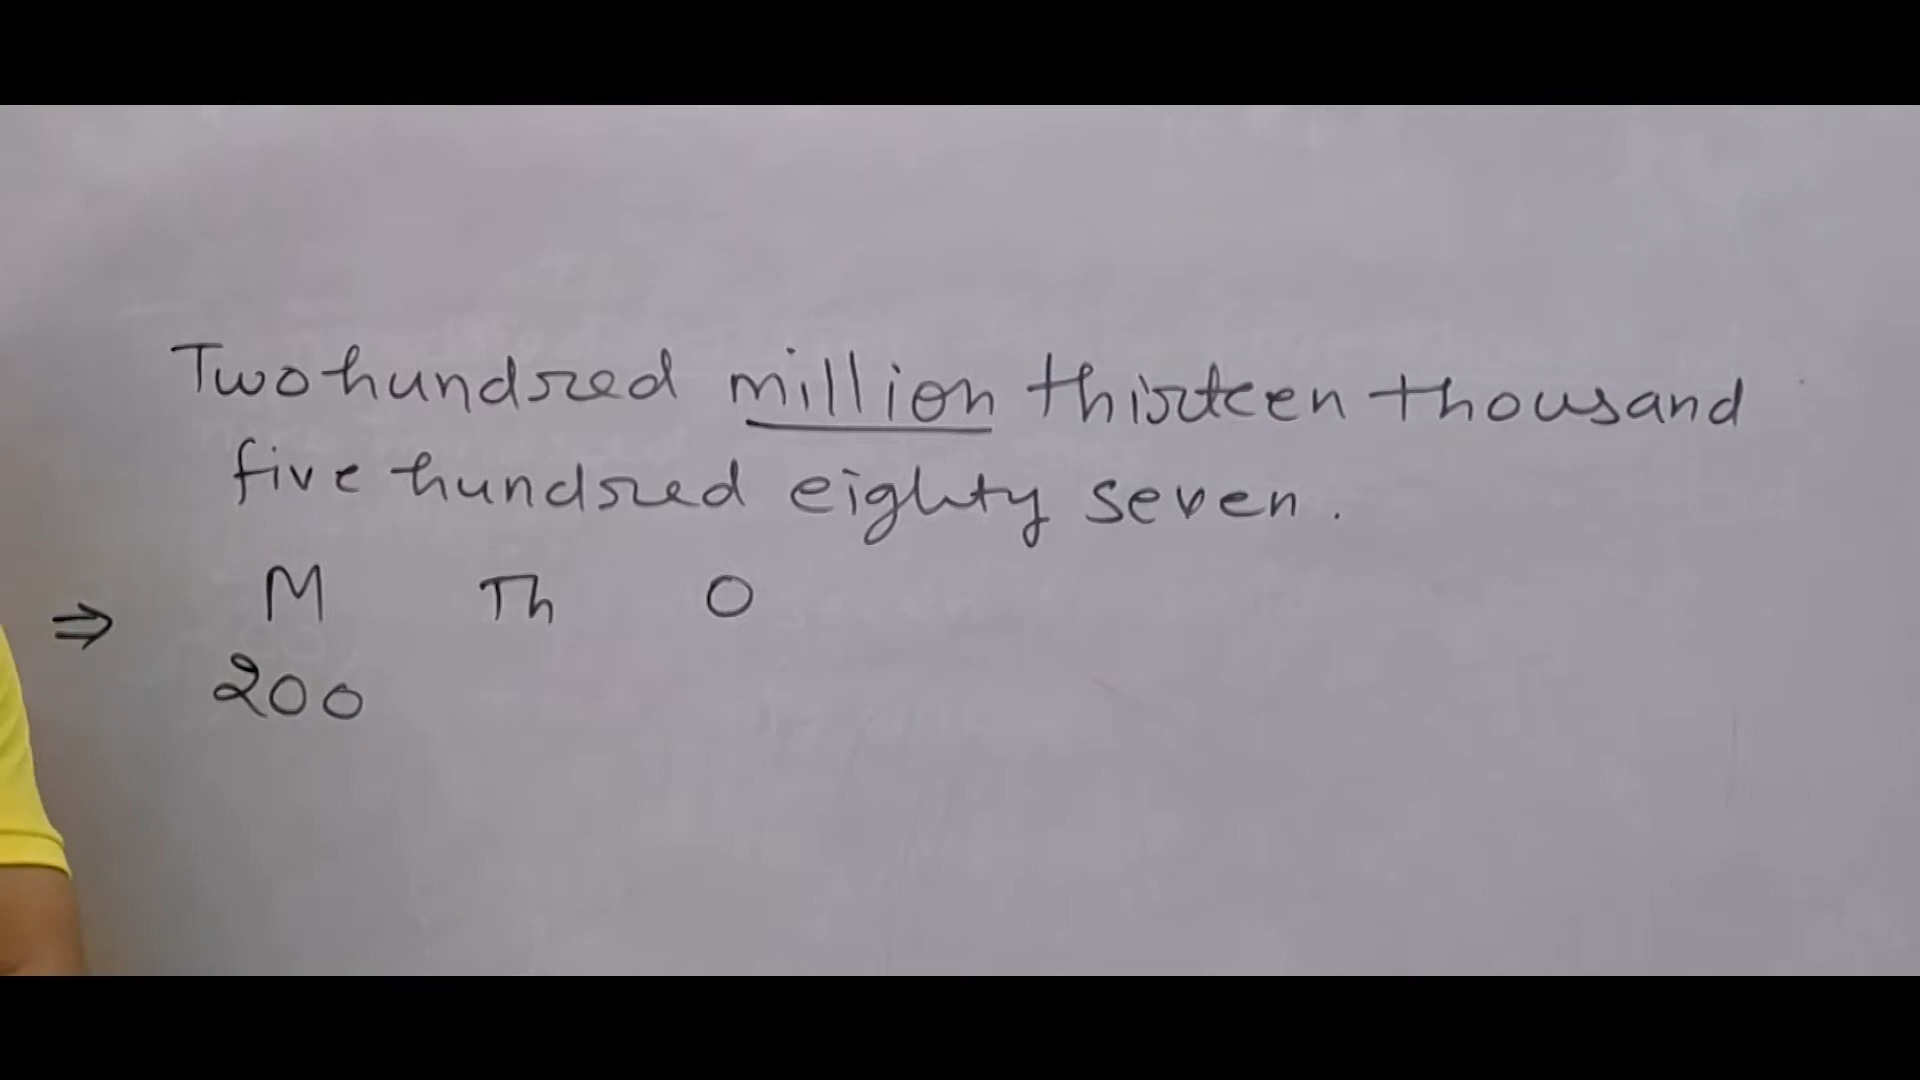 Two hundred million thirteen thousand
five hundred eighty seven.
⇒ M Th O
200